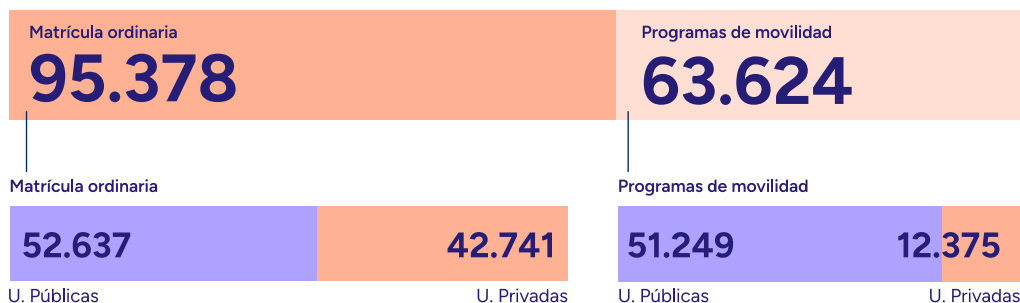 Matrícula ordinaria
95.378
Programas de movilidad
63.624
Matrícula ordinaria
52.637
42.741
U. Públicas
U. Privadas
Programas de movilidad
51.249
12.375
U. Públicas
U. Privadas